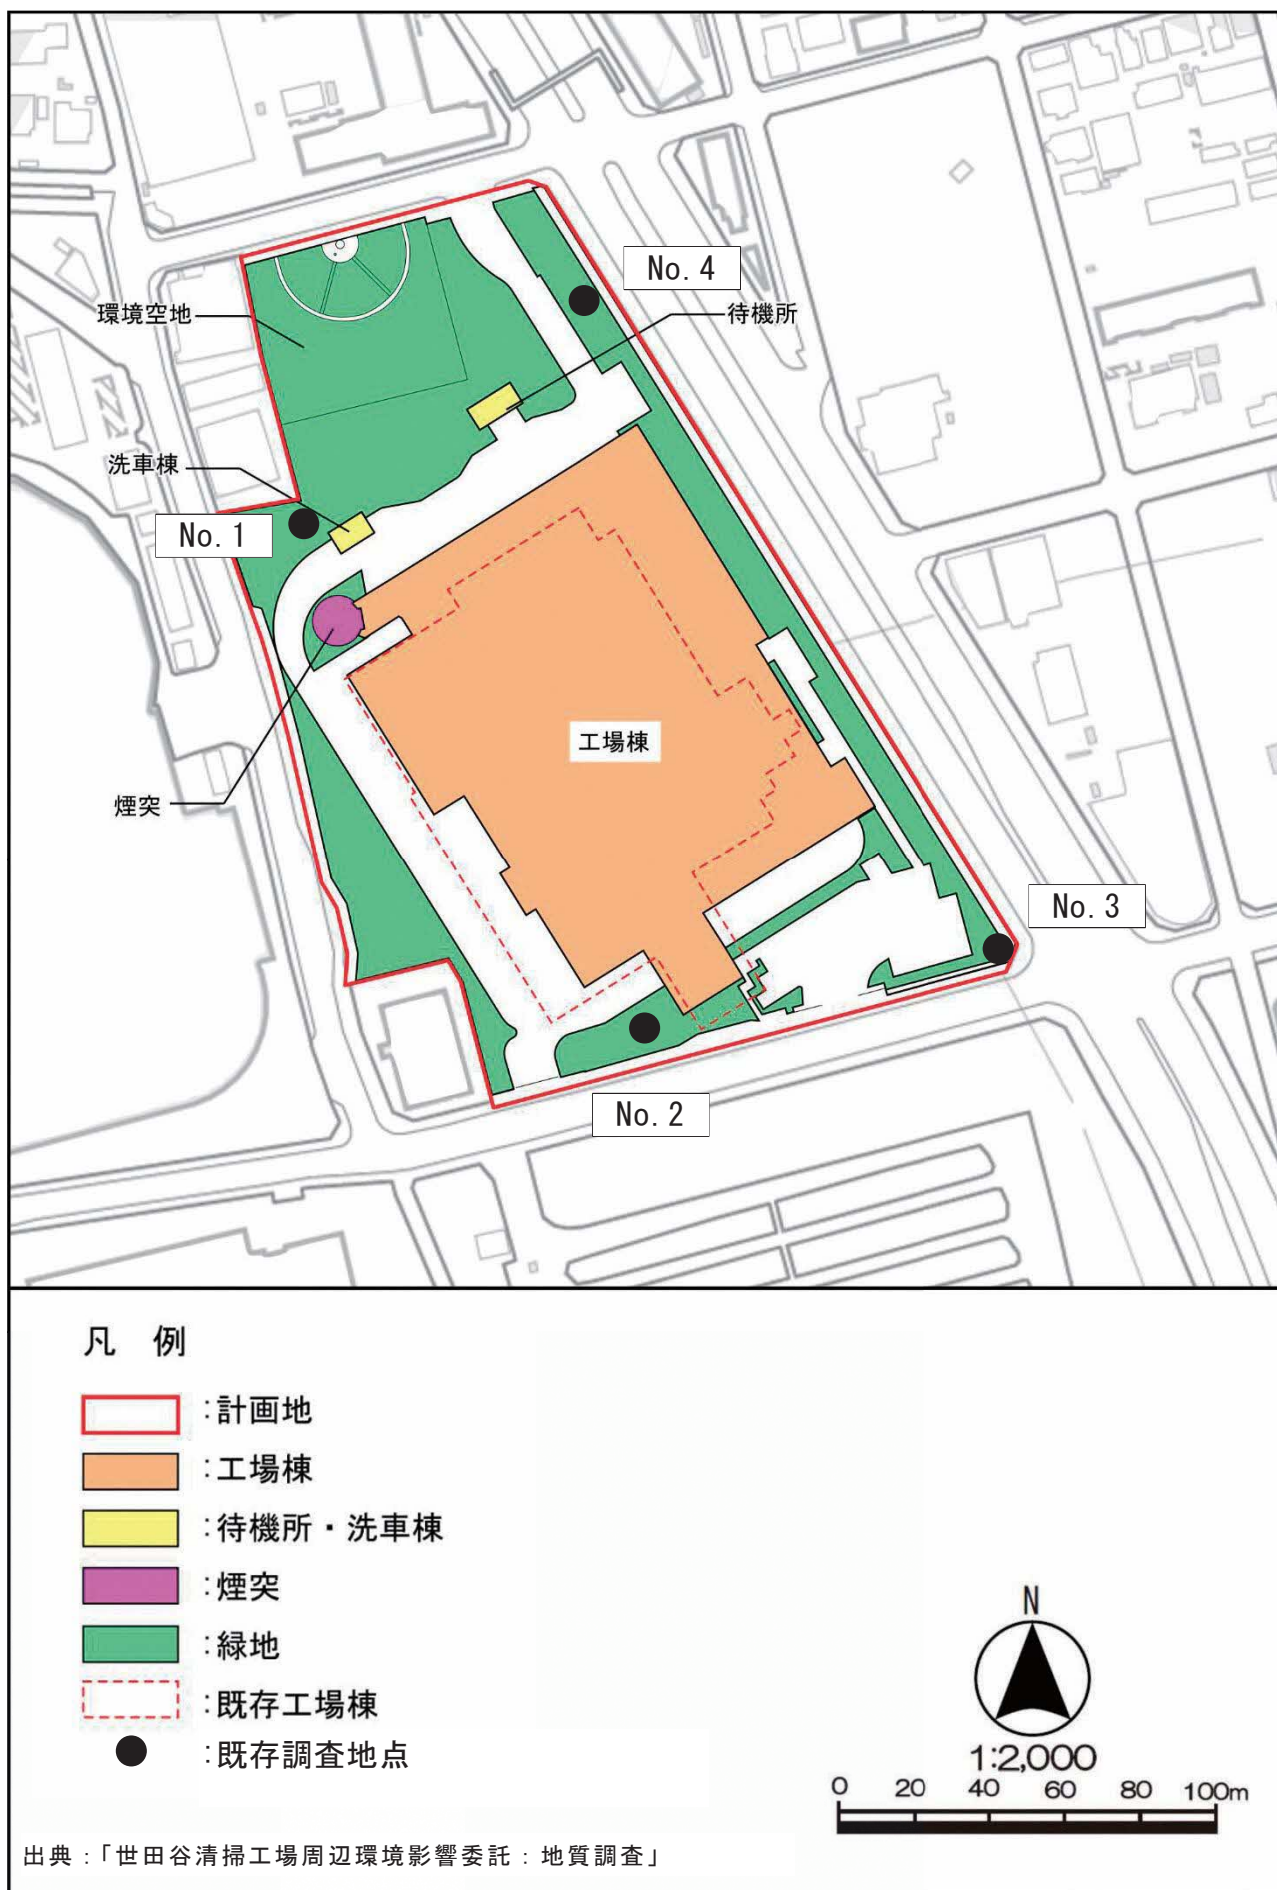 No. 4
環境空地
待機所
洗車棟
No. 1
工場棟
煙突
No. 3
No. 2
凡 例
:計画地
:工場棟
:待機所・洗車棟
:煙突
:緑地
:既存工場棟
:既存調査地点
N
1:2,000
0 20 40 60 80 100m
出典:「世田谷清掃工場周辺環境影響委託:地質調査」